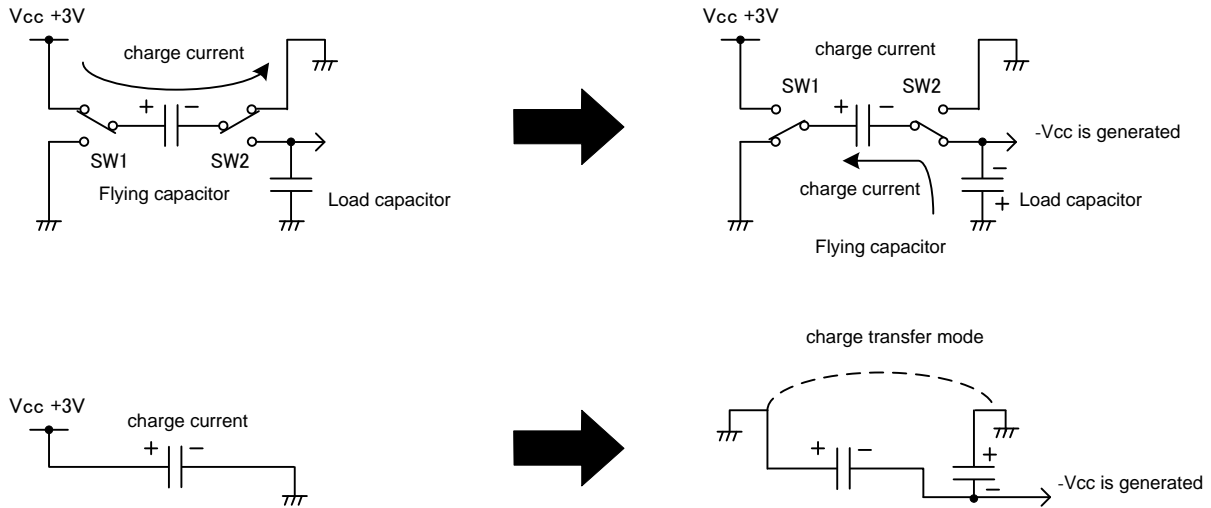 Vcc +3V
charge current
+ −
SW1
SW2
Flying capacitor
Load capacitor
Vcc +3V
charge current
SW1
SW2
+ −
-Vcc is generated
charge current
−
+
Load capacitor
Flying capacitor
Vcc +3V
charge current
+ −
charge transfer mode
+ −
+
−
-Vcc is generated